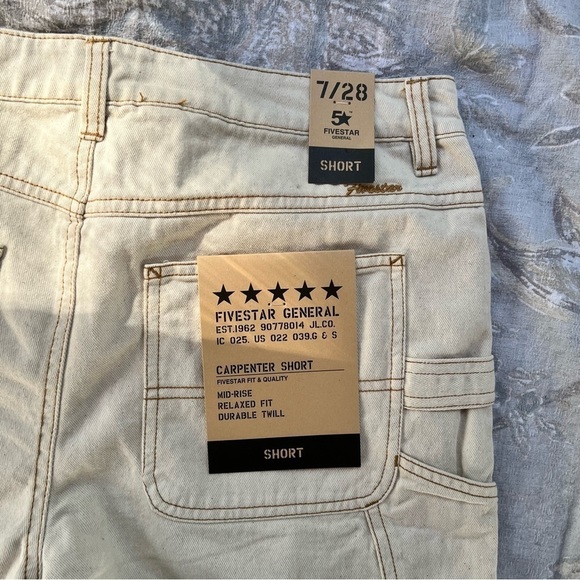 7/28
5★
FIVESTAR
GENERAL
SHORT
Fivestar
★★★★★
FIVESTAR GENERAL
EST.1962 90778014 JL.CO.
IC 025. US 022 039.G & S
CARPENTER SHORT
FIVESTAR FIT & QUALITY
MID-RISE
RELAXED FIT
DURABLE TWILL
SHORT